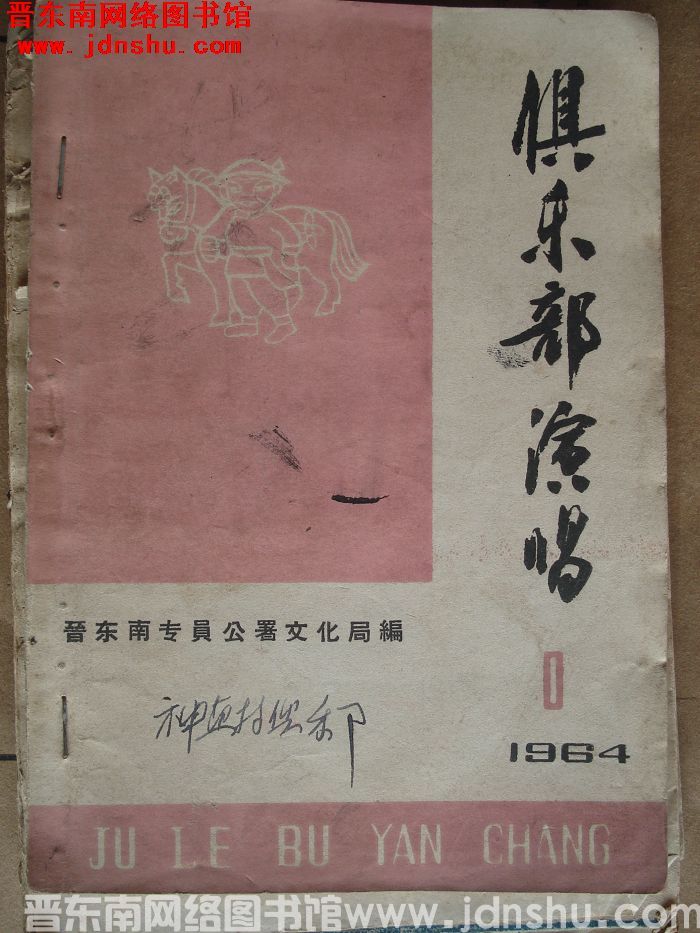 晋东南网络图书馆
www.jdnshu.com
俱乐部演唱
晋东南专員公署文化局編
1
1964
JU LE BU YAN CHANG
晋东南网络图书馆www.jdnshu.com